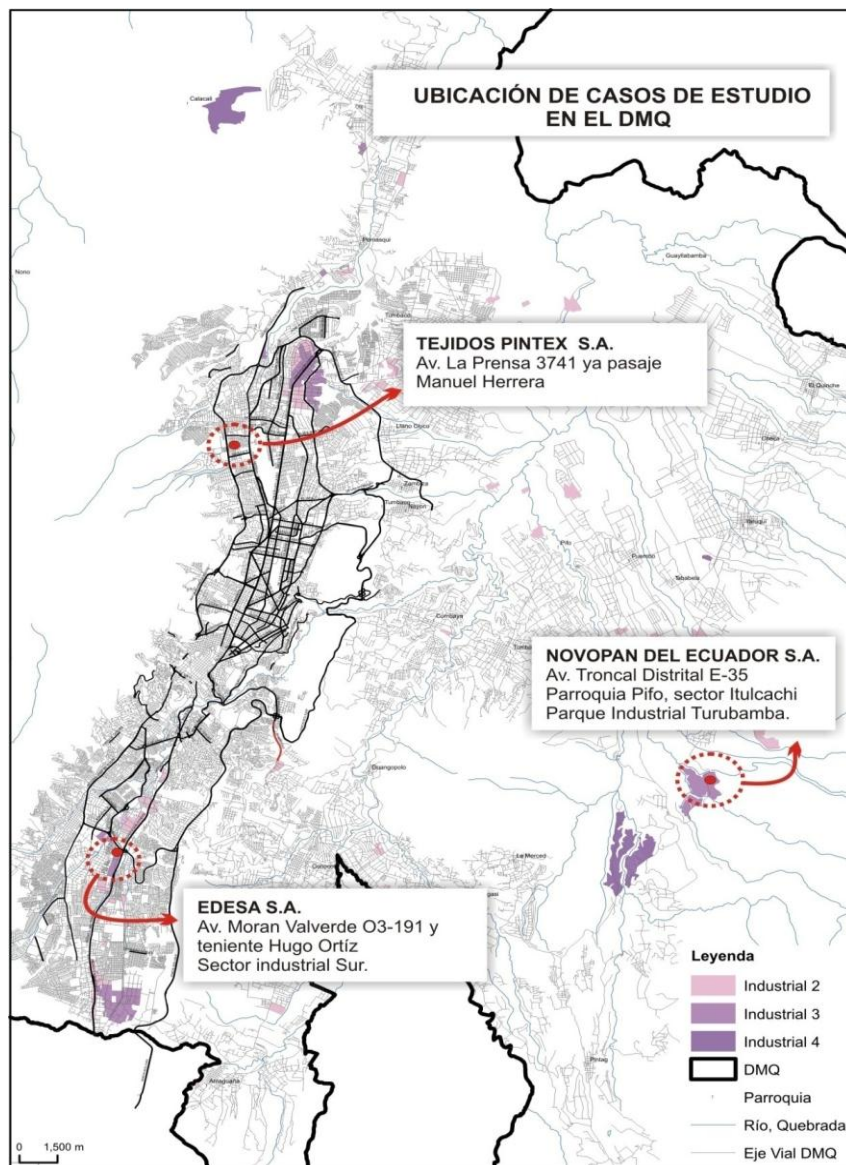 UBICACIÓN DE CASOS DE ESTUDIO
EN EL DMQ
Calacali
Pomasqui
Nono
Guayllabamba
TEJIDOS PINTEX S.A.
Av. La Prensa 3741 ya pasaje
Manuel Herrera
El Quinche
Llano Chico
Checa
Zambiza
Nayon
Yaruqui
Pifo
Puembo
Tababela
Cumbaya
NOVOPAN DEL ECUADOR S.A.
Av. Troncal Distrital E-35
Parroquia Pifo, sector Itulcachi
Parque Industrial Turubamba.
Guangopolo
La Merced
EDESA S.A.
Av. Moran Valverde O3-191 y
teniente Hugo Ortíz
Sector industrial Sur.
Leyenda
Industrial 2
Industrial 3
Industrial 4
DMQ
Parroquia
Río, Quebrada
Eje Vial DMQ
Pintag
Amaguaña
0 1,500 m